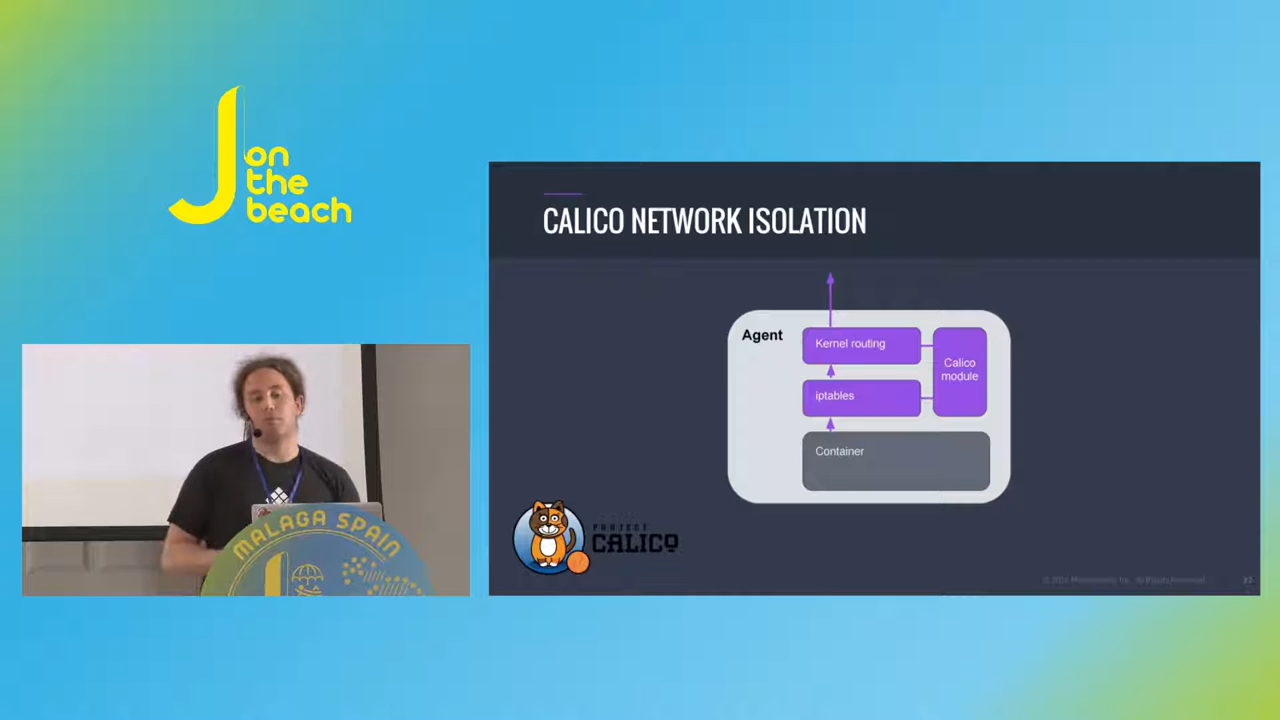 J on
the
beach
CALICO NETWORK ISOLATION
Agent
Kernel routing
Calico
module
iptables
Container
PROJECT
CALICO
MALAGA SPAIN
J